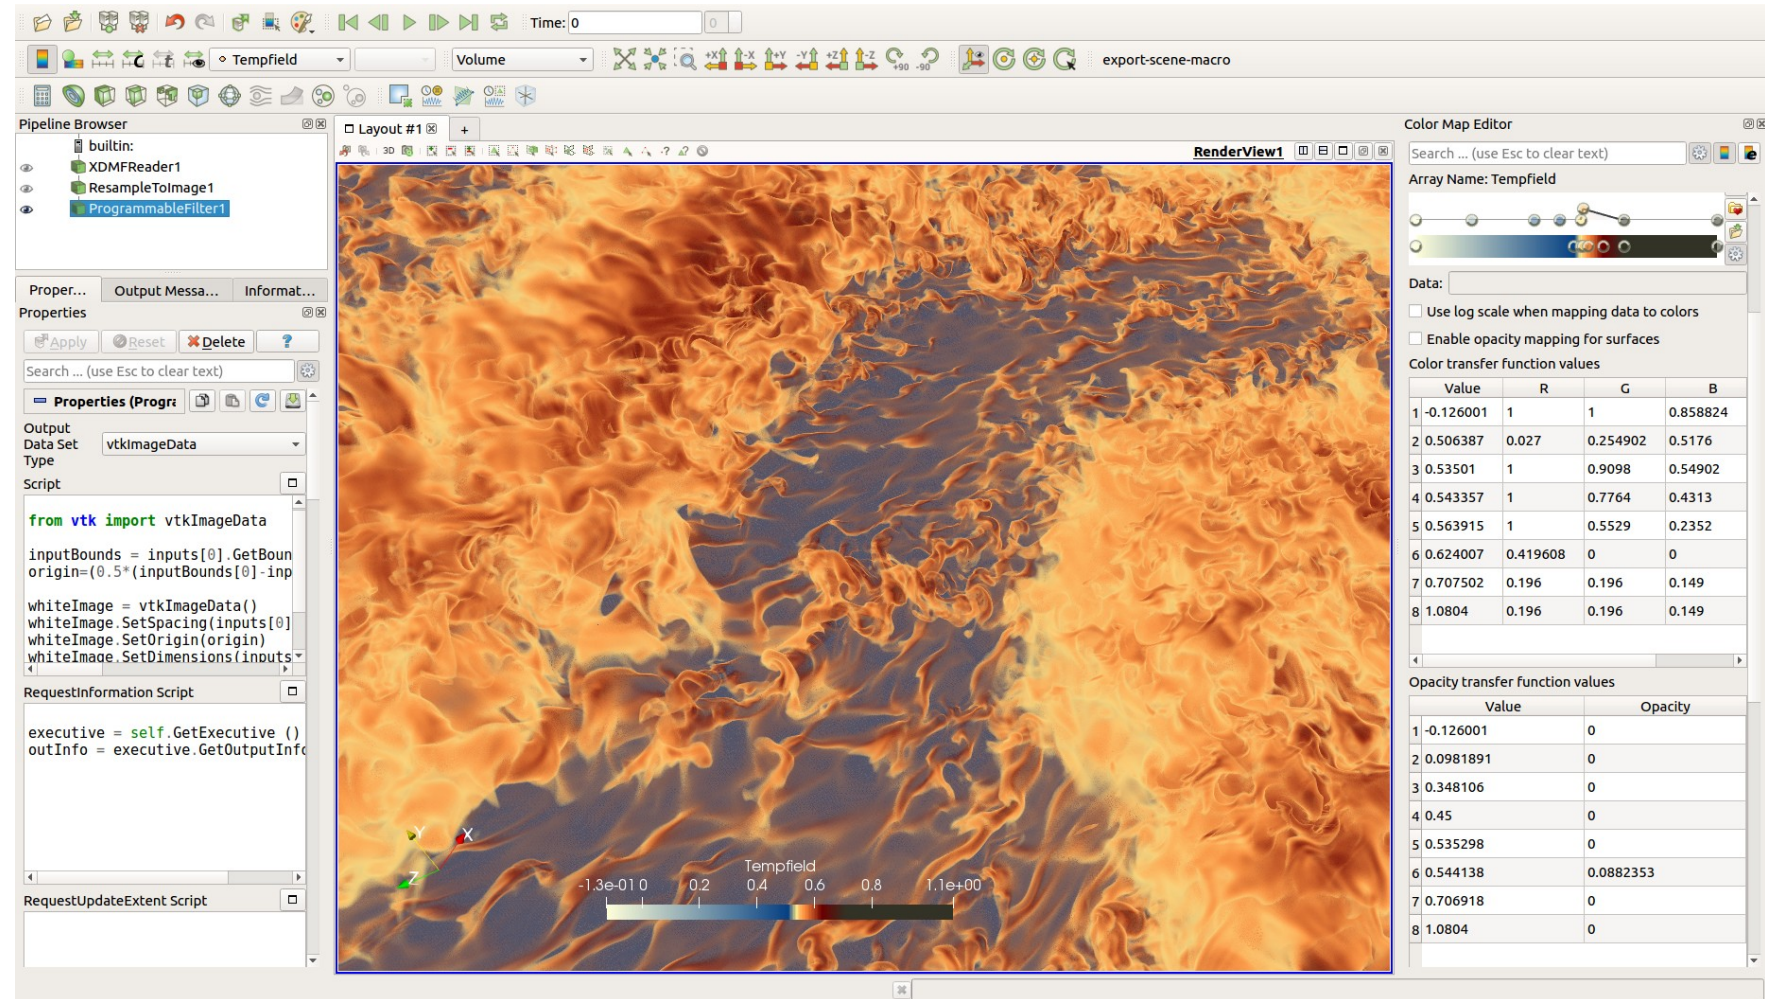 Time: 0
0
Tempfield
Volume
+X
-X
+Y
-Y
+Z
-Z
+90
-90
export-scene-macro
Pipeline Browser
builtin:
XDMFReader1
ResampleToImage1
ProgrammableFilter1
Proper...
Output Messa...
Informat...
Properties
Apply
Reset
Delete
?
Search ... (use Esc to clear text)
Properties (Progra
Output
Data Set
Type
vtkImageData
Script
from vtk import vtkImageData
inputBounds = inputs[0].GetBoun
origin=(0.5*(inputBounds[0]-inp
whiteImage = vtkImageData()
whiteImage.SetSpacing(inputs[0]
whiteImage.SetOrigin(origin)
whiteImage.SetDimensions(inputs
RequestInformation Script
executive = self.GetExecutive ()
outInfo = executive.GetOutputInfo
RequestUpdateExtent Script
Layout #1
+
3D
RenderView1
Y
X
Z
Tempfield
-1.3e-01 0 0.2 0.4 0.6 0.8 1.1e+00
Color Map Editor
Search ... (use Esc to clear text)
Array Name: Tempfield
Data:
Use log scale when mapping data to colors
Enable opacity mapping for surfaces
Color transfer function values
Value R G B
1 -0.126001 1 1 0.858824
2 0.506387 0.027 0.254902 0.5176
3 0.53501 1 0.9098 0.54902
4 0.543357 1 0.7764 0.4313
5 0.563915 1 0.5529 0.2352
6 0.624007 0.419608 0 0
7 0.707502 0.196 0.196 0.149
8 1.0804 0.196 0.196 0.149
Opacity transfer function values
Value Opacity
1 -0.126001 0
2 0.0981891 0
3 0.348106 0
4 0.45 0
5 0.535298 0
6 0.544138 0.0882353
7 0.706918 0
8 1.0804 0